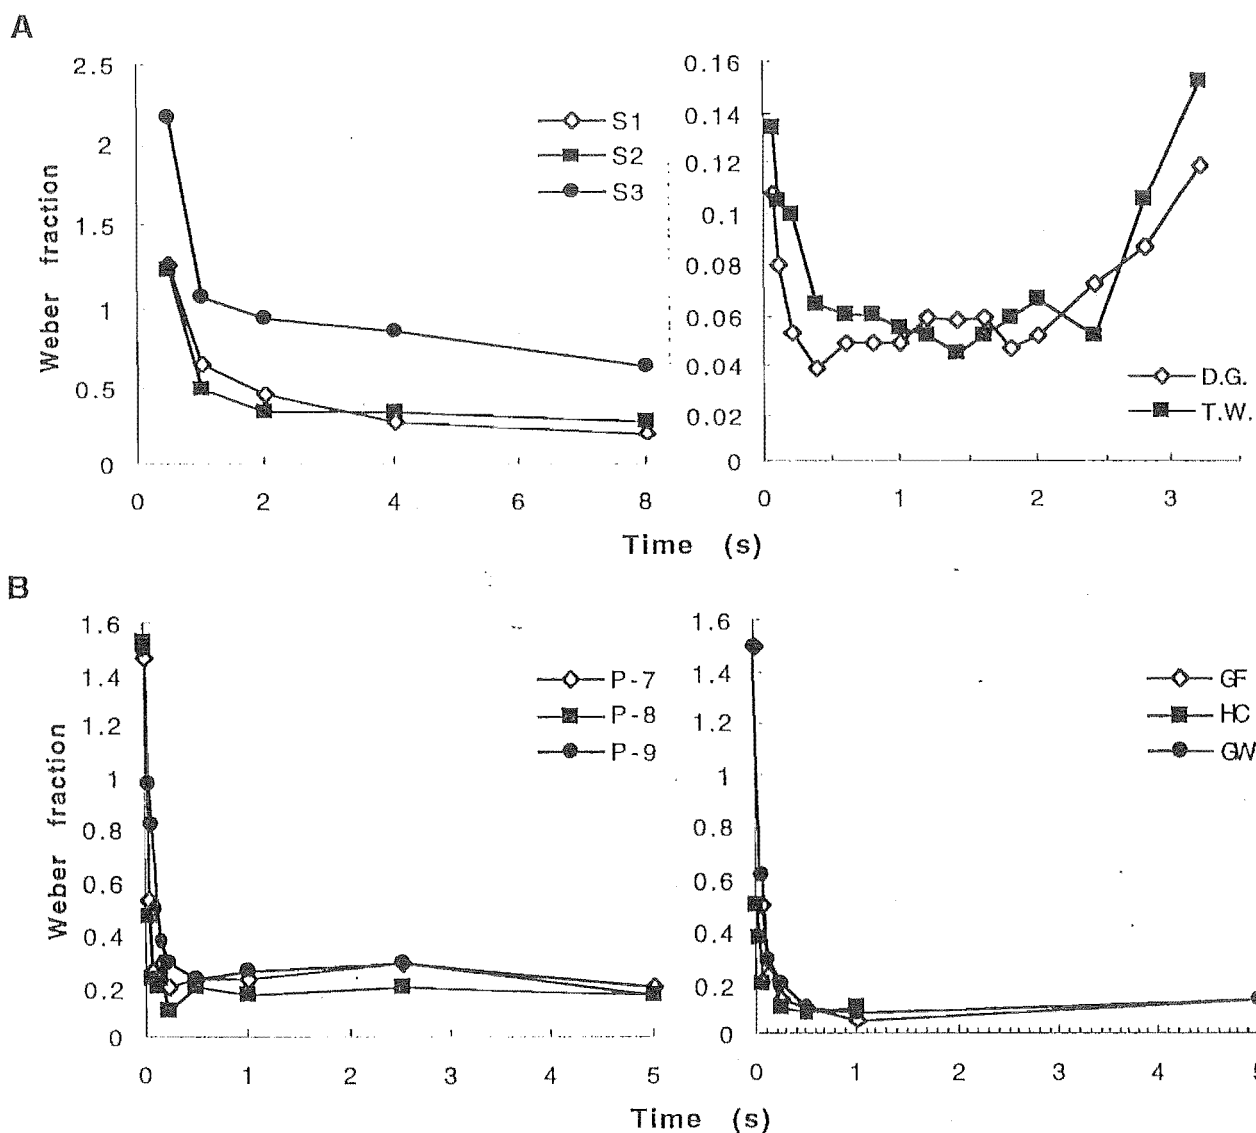 A
2.5
2
1.5
1
0.5
0
Weber fraction
S1
S2
S3
0 2 4 6 8
0.16
0.14
0.12
0.1
0.08
0.06
0.04
0.02
0
D.G.
T.W.
0 1 2 3
Time (s)
B
1.6
1.4
1.2
1
0.8
0.6
0.4
0.2
0
Weber fraction
P-7
P-8
P-9
0 1 2 3 4 5
1.6
1.4
1.2
1
0.8
0.6
0.4
0.2
0
GF
HC
GW
0 1 2 3 4 5
Time (s)